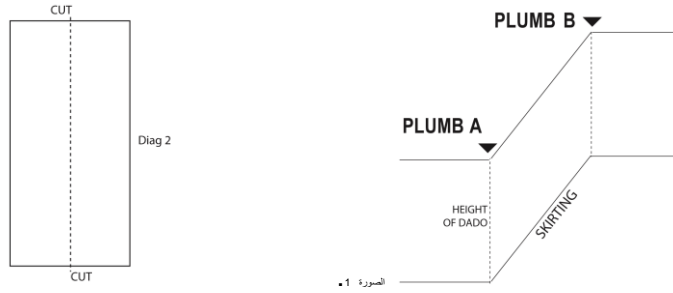 CUT
Diag 2
CUT
PLUMB B
PLUMB A
HEIGHT
OF DADO
SKIRTING
الصورة 1.